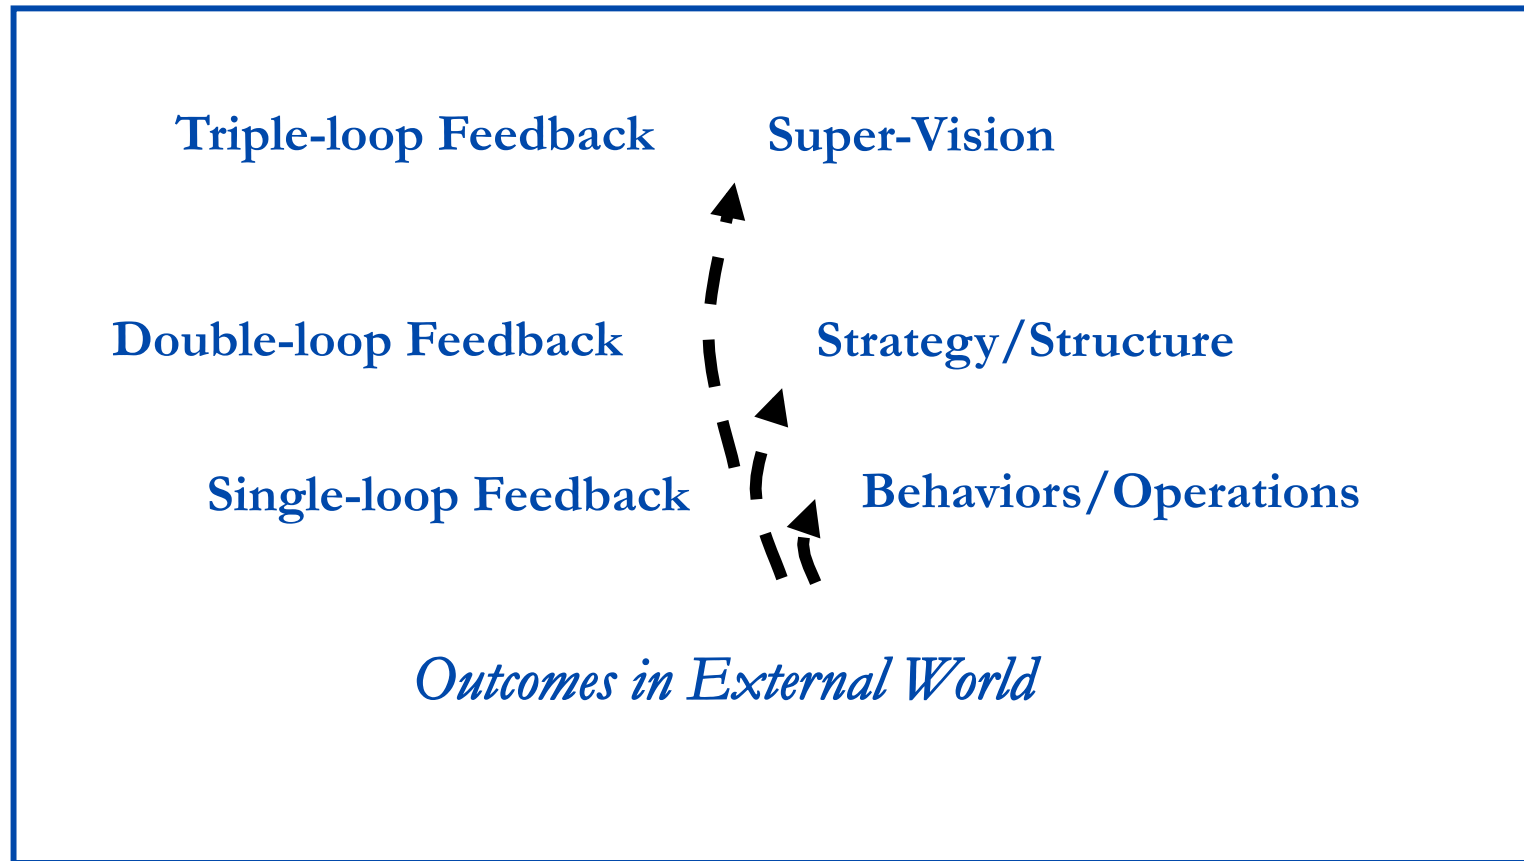 Triple-loop Feedback Super-Vision
Double-loop Feedback Strategy/Structure
Single-loop Feedback Behaviors/Operations
Outcomes in External World